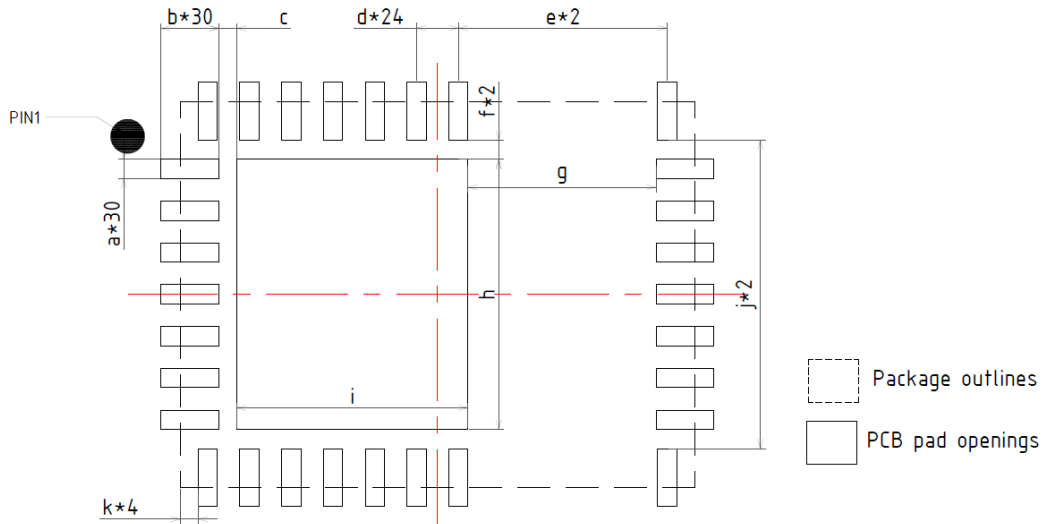 b*30
c
d*24
e*2
f*2
PIN1
g
a*30
h
j*2
i
Package outlines
PCB pad openings
k*4